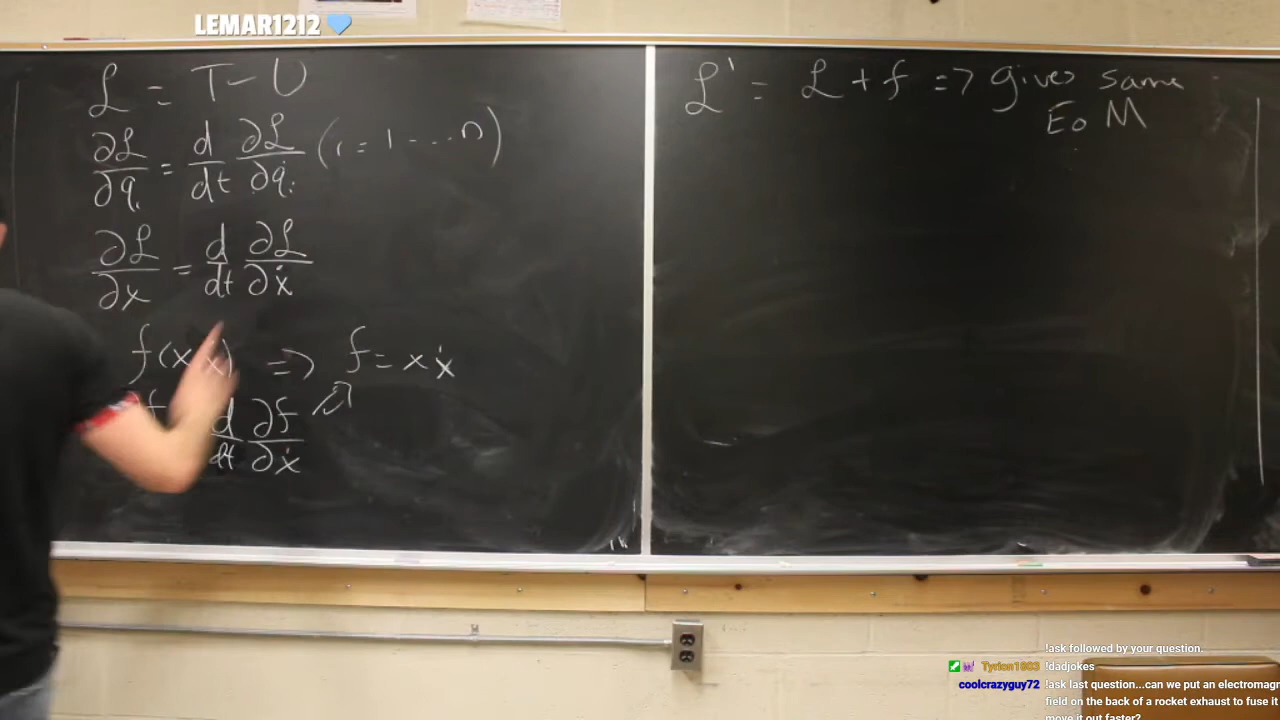 LEMAR1212
ℒ = T - U
∂ℒ/∂qᵢ = d/dt ∂ℒ/∂q̇ᵢ (i = 1 - ... n)
∂ℒ/∂x = d/dt ∂ℒ/∂ẋ
f(x ẋ) => f = x ẋ
f d/dt ∂f/∂ẋ
ℒ' = ℒ + f => gives same
EoM
!ask followed by your question.
Tyrion1803 !dadjokes
coolcrazyguy72 !ask last question...can we put an electromagn
field on the back of a rocket exhaust to fuse it
move it out faster?